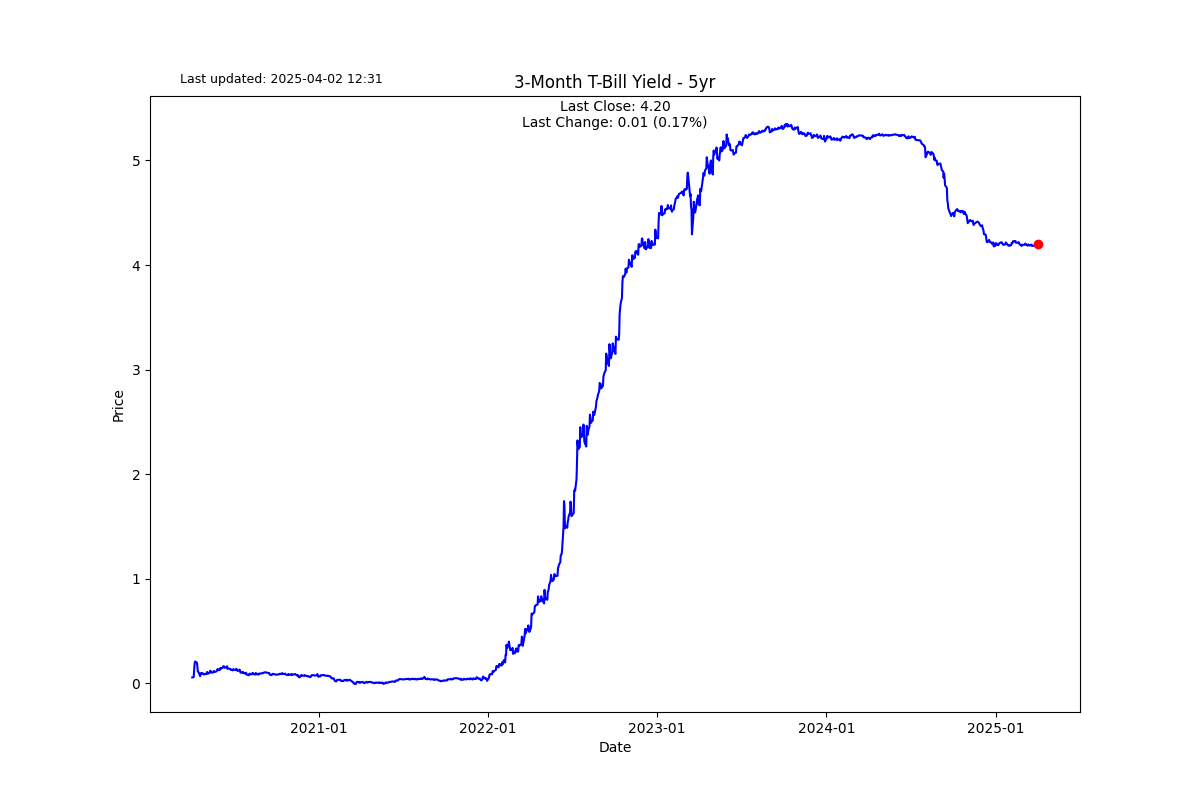 Last updated: 2025-04-02 12:31
3-Month T-Bill Yield - 5yr
Last Close: 4.20
Last Change: 0.01 (0.17%)
Price
5
4
3
2
1
0
2021-01
2022-01
2023-01
2024-01
2025-01
Date